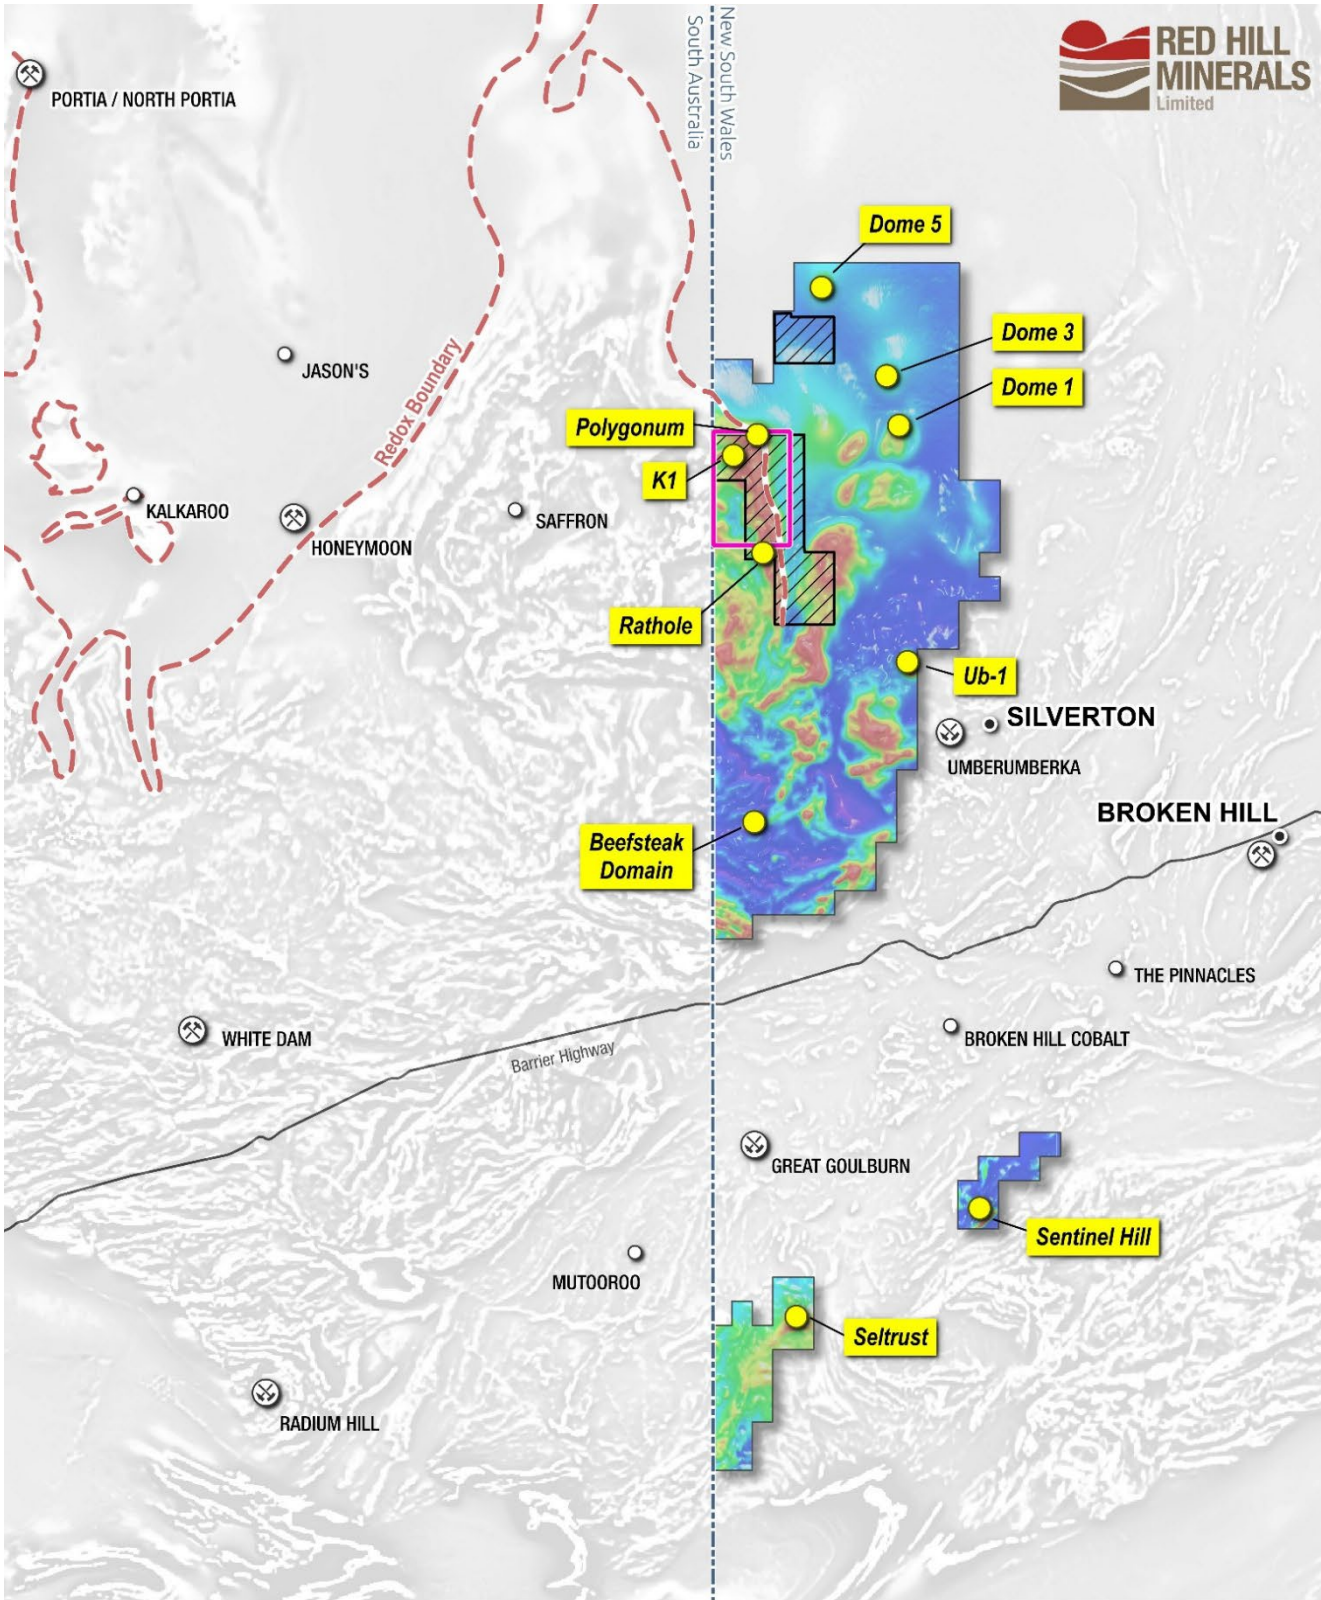 South Australia
New South Wales
RED HILL
MINERALS
Limited
PORTIA / NORTH PORTIA
Dome 5
Dome 3
JASON'S
Redox Boundary
Dome 1
Polygonum
K1
KALKAROO
HONEYMOON
SAFFRON
Rathole
Ub-1
SILVERTON
UMBERUMBERKA
BROKEN HILL
Beefsteak
Domain
THE PINNACLES
WHITE DAM
Barrier Highway
BROKEN HILL COBALT
GREAT GOULBURN
Sentinel Hill
MUTOOROO
Seltrust
RADIUM HILL